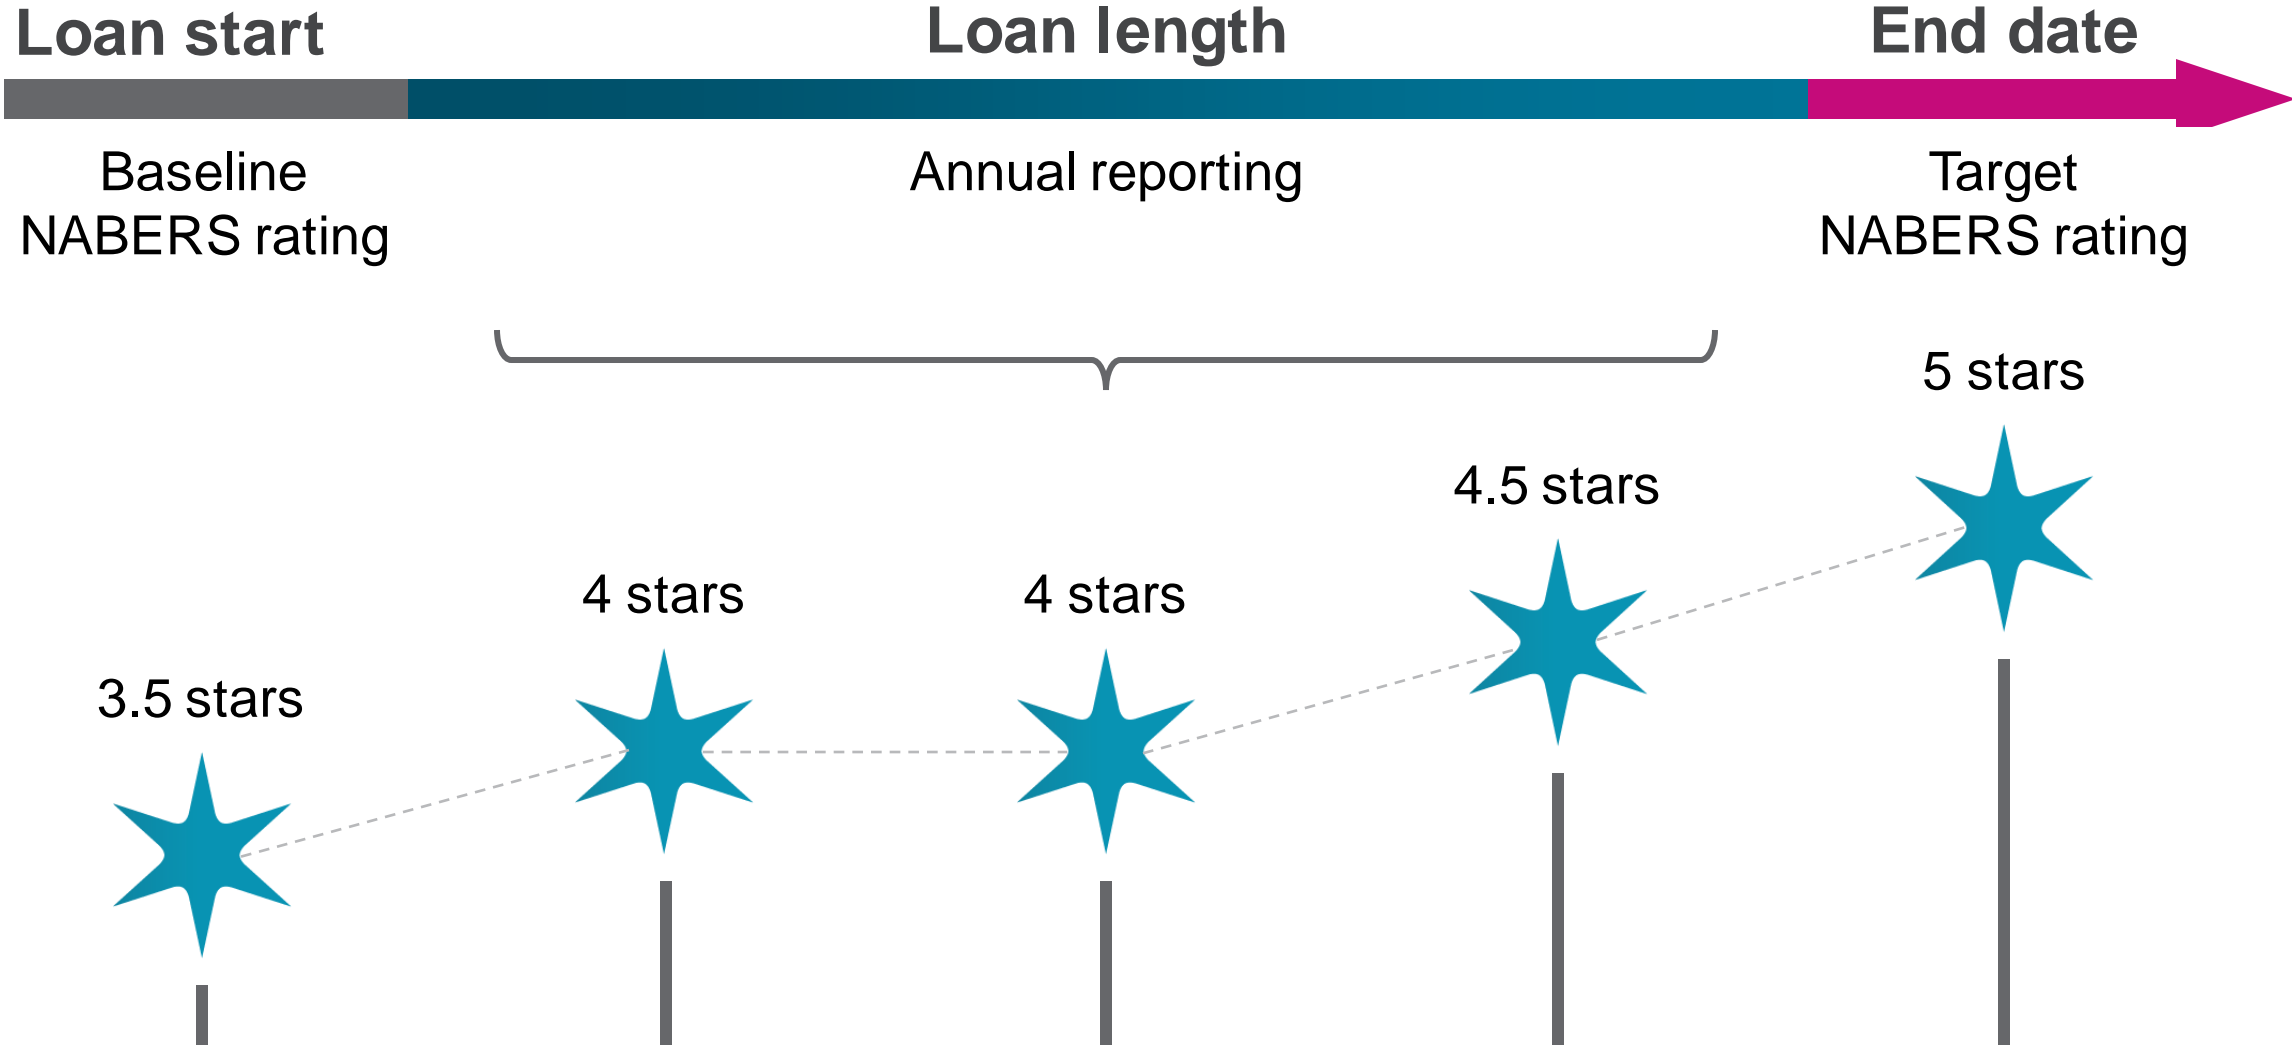 Loan start
Loan length
End date
Baseline
NABERS rating
Annual reporting
Target
NABERS rating
3.5 stars
4 stars
4 stars
4.5 stars
5 stars